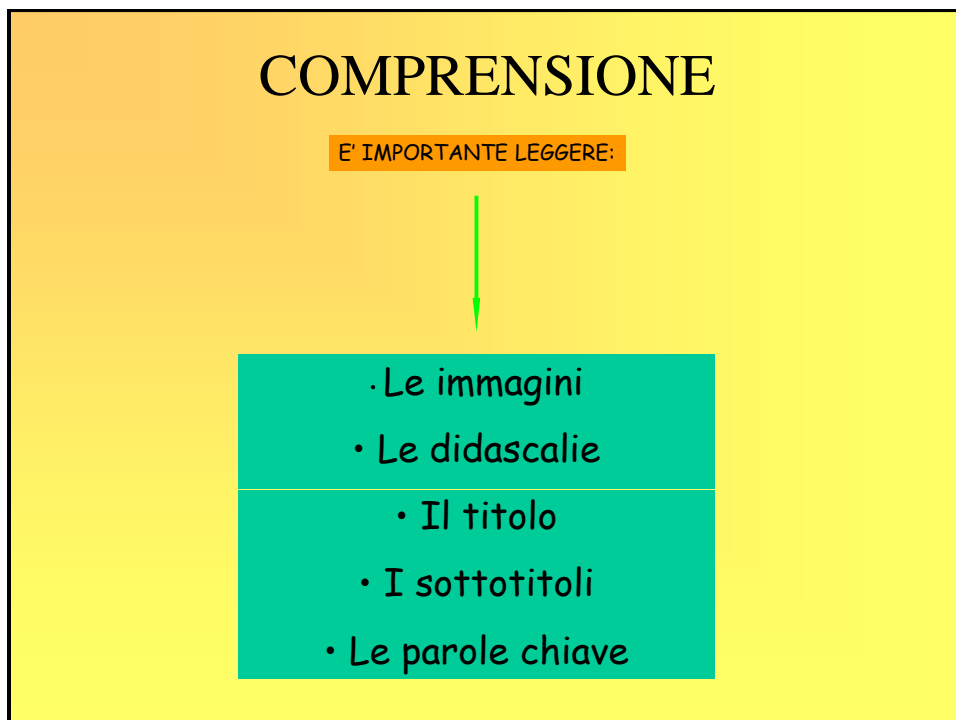 COMPRENSIONE
E' IMPORTANTE LEGGERE:
• Le immagini
• Le didascalie
• Il titolo
• I sottotitoli
• Le parole chiave